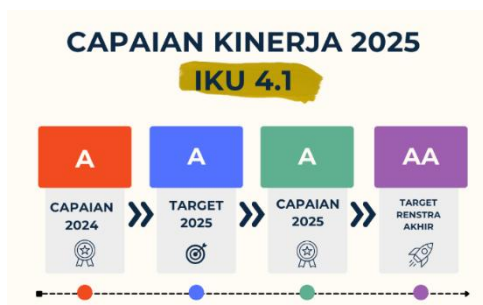 CAPAIAN KINERJA 2025
IKU 4.1
A
CAPAIAN
2024
A
TARGET
2025
A
CAPAIAN
2025
AA
TARGET
RENSTRA
AKHIR